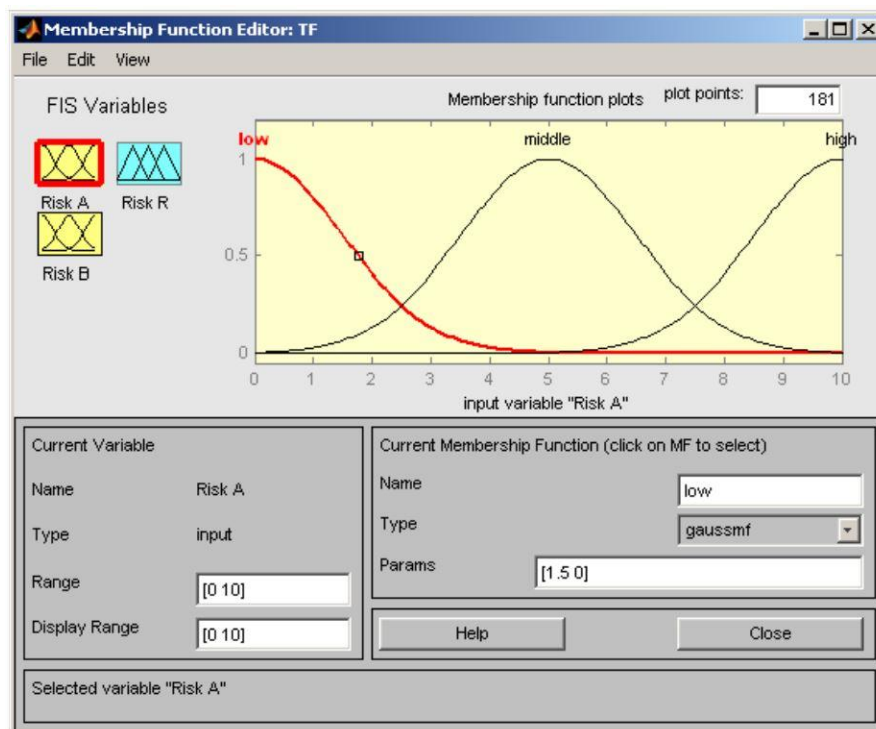 Membership Function Editor: TF
File Edit View
FIS Variables
Membership function plots plot points: 181
low middle high
Risk A Risk R
Risk B
1
0.5
0
0 1 2 3 4 5 6 7 8 9 10
input variable "Risk A"
Current Variable
Name Risk A
Type input
Range [0 10]
Display Range [0 10]
Current Membership Function (click on MF to select)
Name low
Type gaussmf
Params [1.5 0]
Help Close
Selected variable "Risk A"